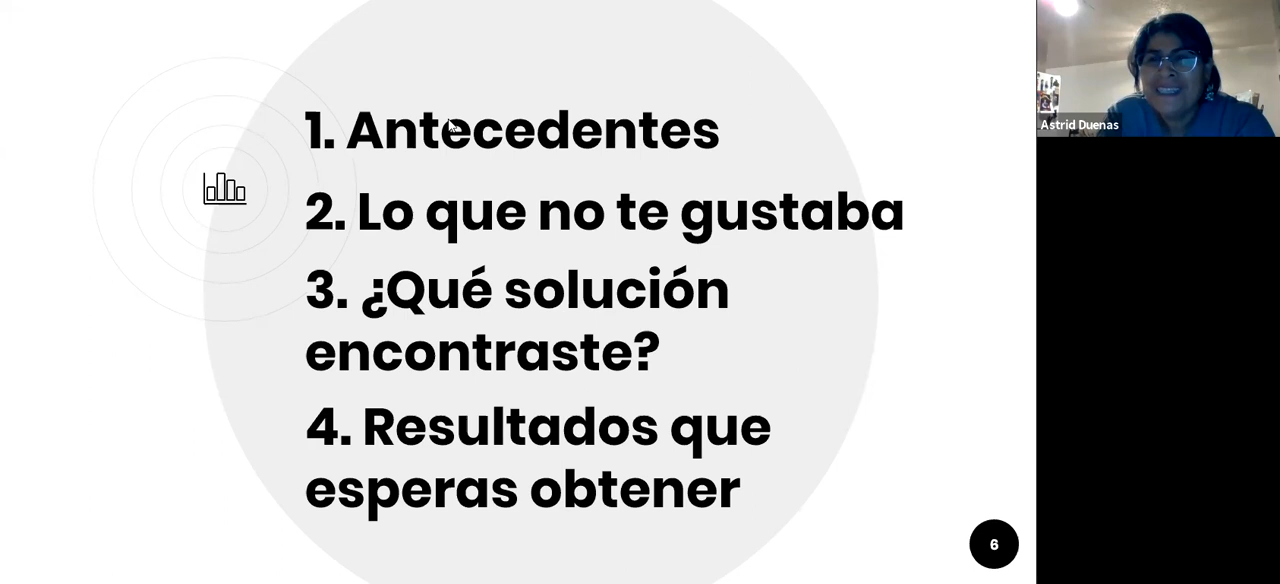 1. Antecedentes
2. Lo que no te gustaba
3. ¿Qué solución
encontraste?
4. Resultados que
esperas obtener
6
Astrid Duenas